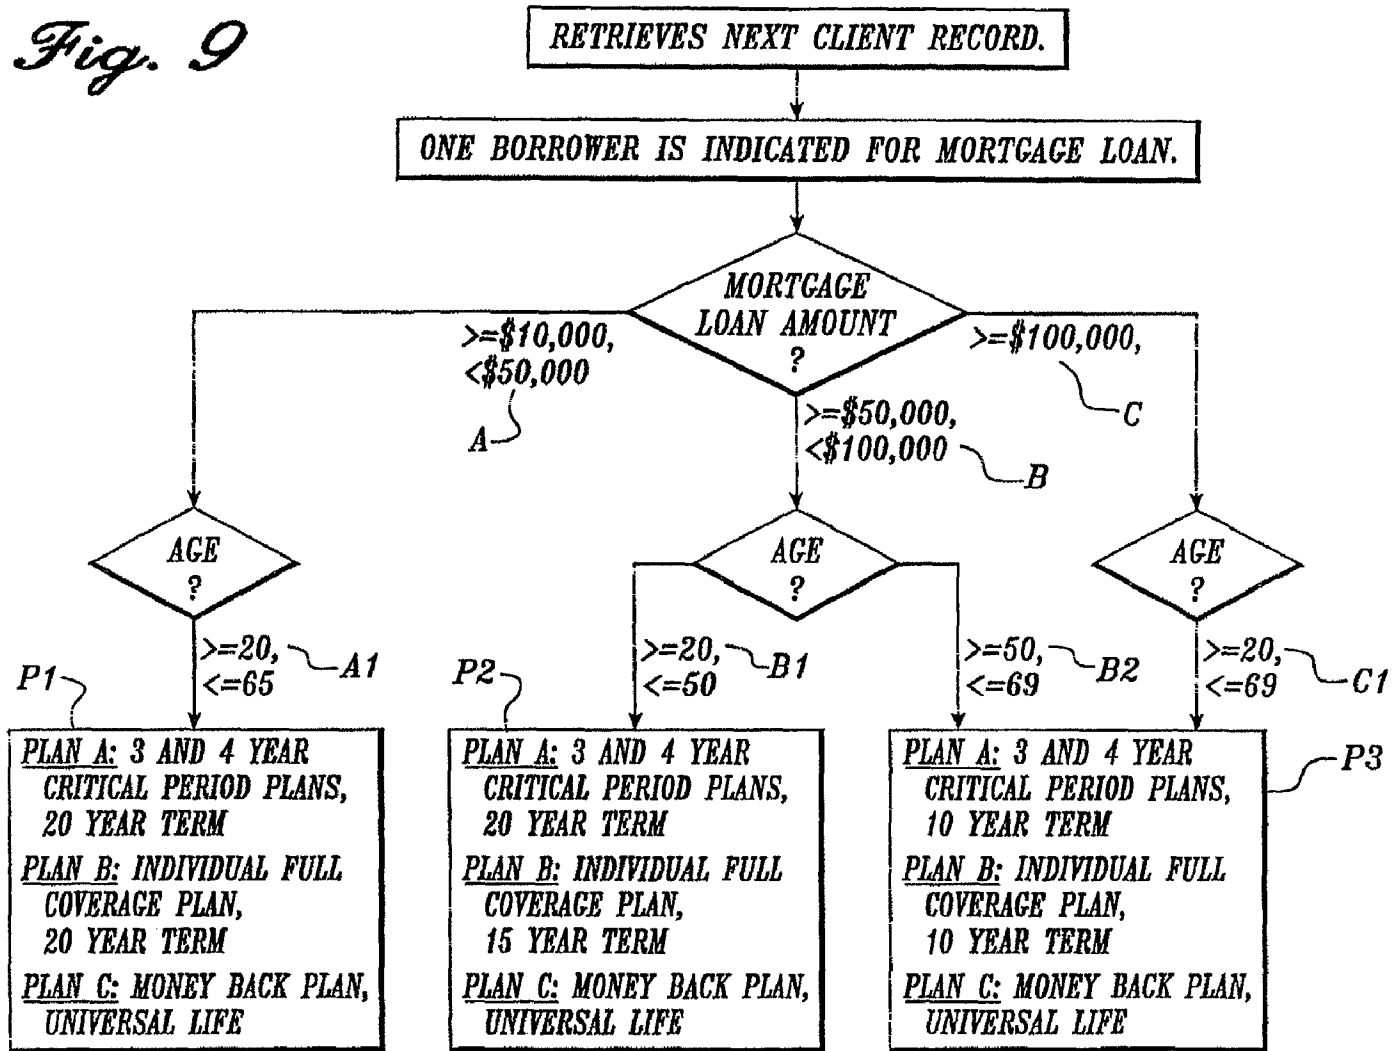 Fig. 9
RETRIEVES NEXT CLIENT RECORD.
ONE BORROWER IS INDICATED FOR MORTGAGE LOAN.
MORTGAGE
LOAN AMOUNT
?
>=$10,000,
<$50,000
A
>=$50,000,
<$100,000
B
>=$100,000,
C
AGE
?
>=20,
<=65
A1
AGE
?
>=20,
<=50
B1
>=50,
<=69
B2
AGE
?
>=20,
<=69
C1
P1
PLAN A: 3 AND 4 YEAR
CRITICAL PERIOD PLANS,
20 YEAR TERM
PLAN B: INDIVIDUAL FULL
COVERAGE PLAN,
20 YEAR TERM
PLAN C: MONEY BACK PLAN,
UNIVERSAL LIFE
P2
PLAN A: 3 AND 4 YEAR
CRITICAL PERIOD PLANS,
20 YEAR TERM
PLAN B: INDIVIDUAL FULL
COVERAGE PLAN,
15 YEAR TERM
PLAN C: MONEY BACK PLAN,
UNIVERSAL LIFE
P3
PLAN A: 3 AND 4 YEAR
CRITICAL PERIOD PLANS,
10 YEAR TERM
PLAN B: INDIVIDUAL FULL
COVERAGE PLAN,
10 YEAR TERM
PLAN C: MONEY BACK PLAN,
UNIVERSAL LIFE